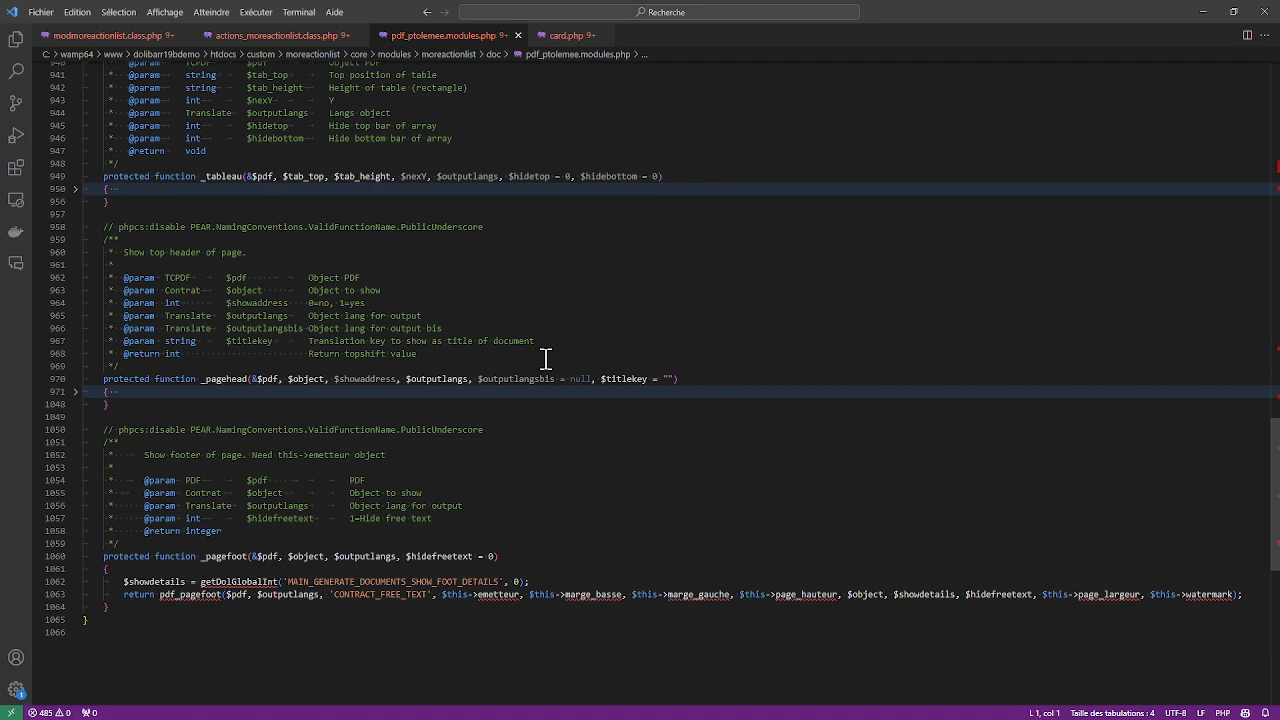 Fichier Édition Sélection Affichage Atteindre Exécuter Terminal Aide
Recherche
modmoreactionlist.class.php 9+
actions_moreactionlist.class.php 9+
pdf_ptolemee.modules.php 9+
card.php 9+
C: > wamp64 > www > dolibarr19bdemo > htdocs > custom > moreactionlist > core > modules > moreactionlist > doc > pdf_ptolemee.modules.php > ...
940 * @param TCPDF $pdf Object PDF
941 * @param string $tab_top Top position of table
942 * @param string $tab_height Height of table (rectangle)
943 * @param int $nexY Y
944 * @param Translate $outputlangs Langs object
945 * @param int $hidetop Hide top bar of array
946 * @param int $hidebottom Hide bottom bar of array
947 * @return void
948 */
949 protected function _tableau(&$pdf, $tab_top, $tab_height, $nexY, $outputlangs, $hidetop = 0, $hidebottom = 0)
950 { ...
956 }
957
958 // phpcs:disable PEAR.NamingConventions.ValidFunctionName.PublicUnderscore
959 /**
960 * Show top header of page.
961 *
962 * @param TCPDF $pdf Object PDF
963 * @param Contrat $object Object to show
964 * @param int $showaddress 0=no, 1=yes
965 * @param Translate $outputlangs Object lang for output
966 * @param Translate $outputlangsbis Object lang for output bis
967 * @param string $titlekey Translation key to show as title of document
968 * @return int Return topshift value
969 */
970 protected function _pagehead(&$pdf, $object, $showaddress, $outputlangs, $outputlangsbis = null, $titlekey = "")
971 { ...
1048 }
1049
1050 // phpcs:disable PEAR.NamingConventions.ValidFunctionName.PublicUnderscore
1051 /**
1052 * Show footer of page. Need this->emetteur object
1053 *
1054 * @param PDF $pdf PDF
1055 * @param Contrat $object Object to show
1056 * @param Translate $outputlangs Object lang for output
1057 * @param int $hidefreetext 1=Hide free text
1058 * @return integer
1059 */
1060 protected function _pagefoot(&$pdf, $object, $outputlangs, $hidefreetext = 0)
1061 {
1062 $showdetails = getDolGlobalInt('MAIN_GENERATE_DOCUMENTS_SHOW_FOOT_DETAILS', 0);
1063 return pdf_pagefoot($pdf, $outputlangs, 'CONTRACT_FREE_TEXT', $this->emetteur, $this->marge_basse, $this->marge_gauche, $this->page_hauteur, $object, $showdetails, $hidefreetext, $this->page_largeur, $this->watermark);
1064 }
1065 }
1066
1
485 0 0
L 1, col 1 Taille des tabulations : 4 UTF-8 LF PHP